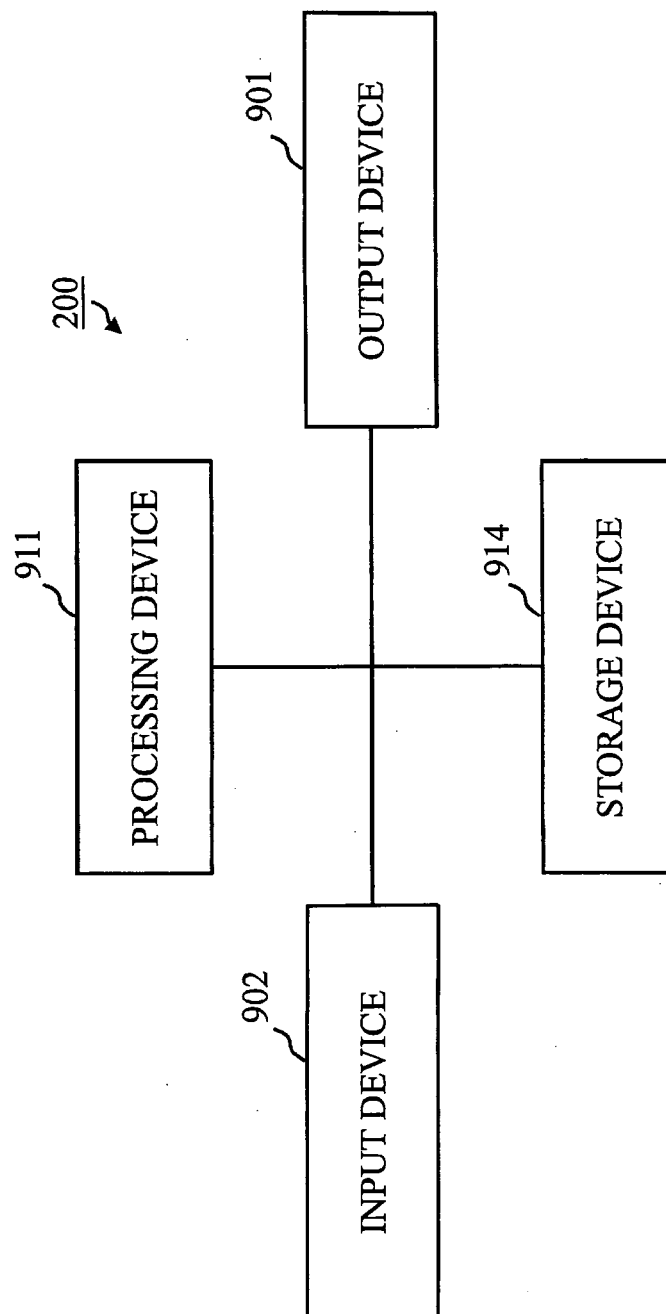 200
911
PROCESSING DEVICE
902
INPUT DEVICE
901
OUTPUT DEVICE
914
STORAGE DEVICE